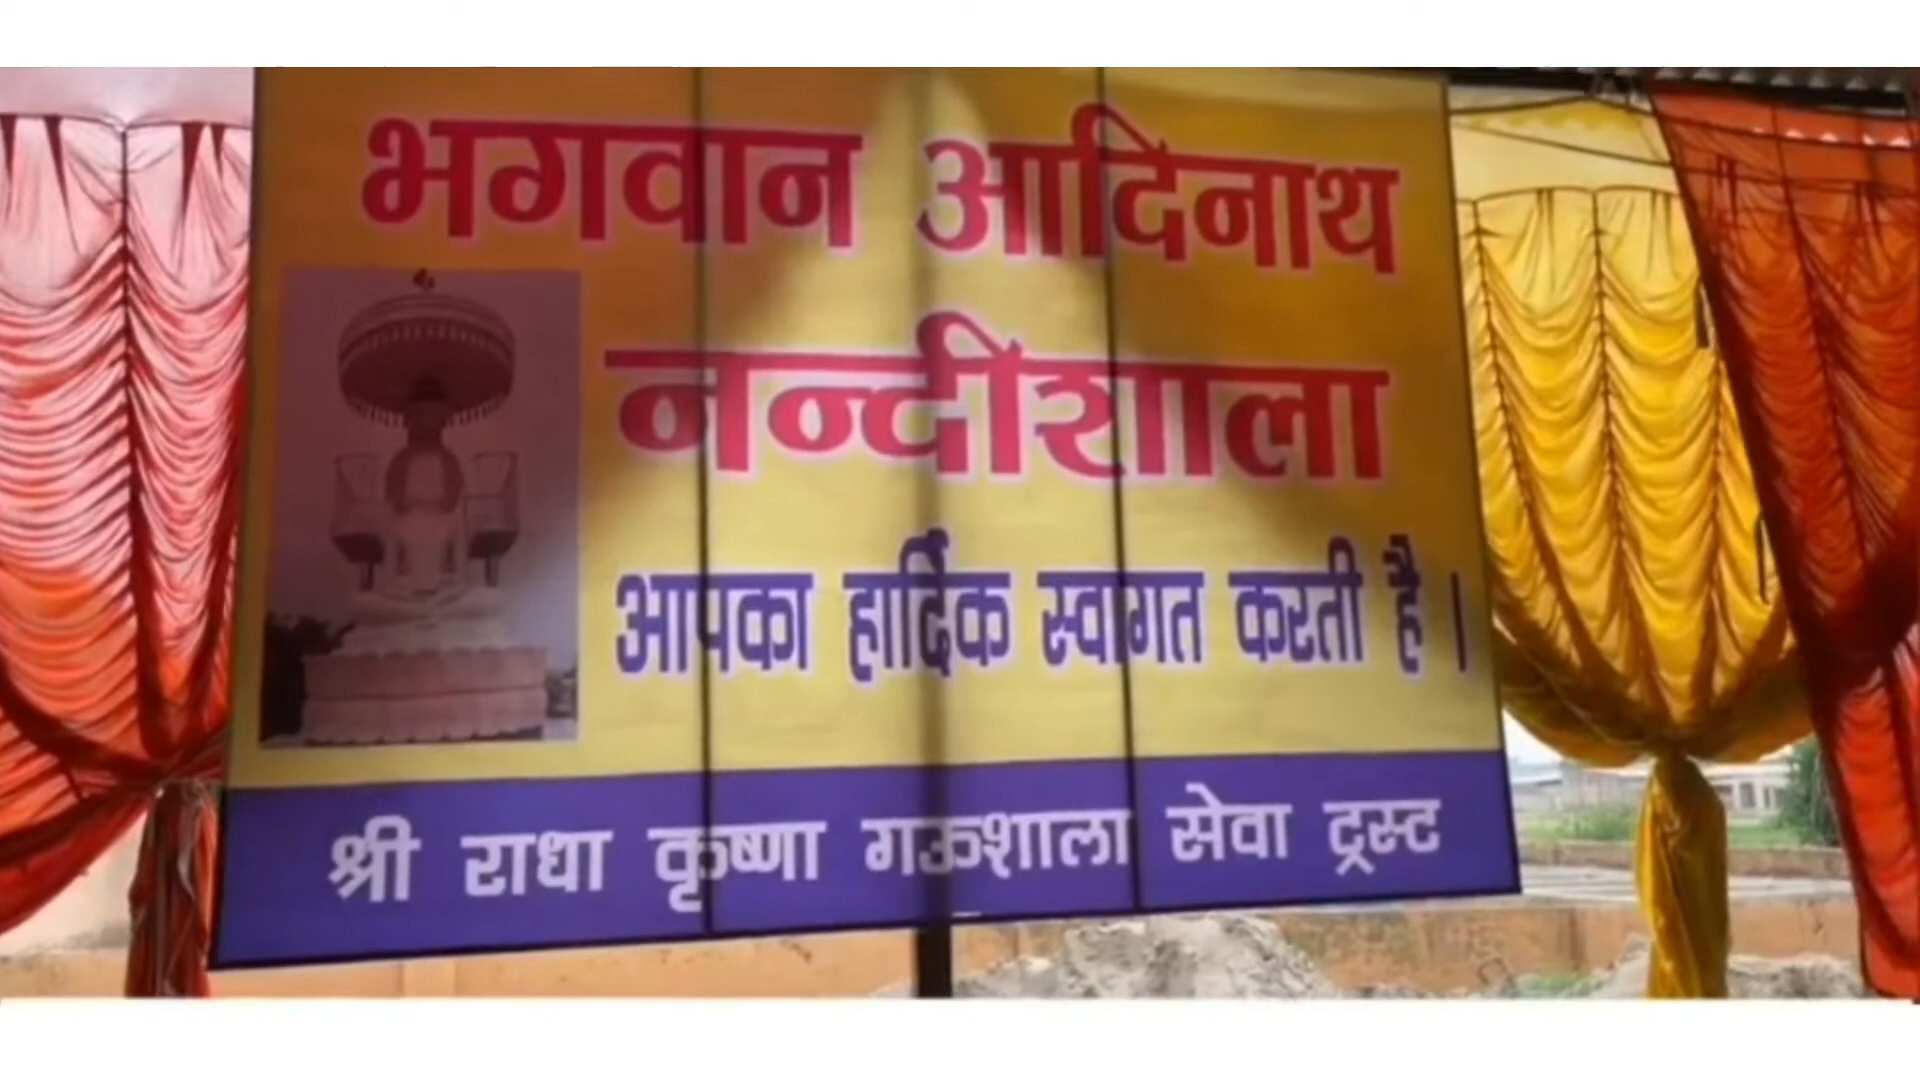 भगवान आदिनाथ
नन्दीशाला
आपका हार्दिक स्वागत करती है ।
श्री राधा कृष्णा गऊशाला सेवा ट्रस्ट